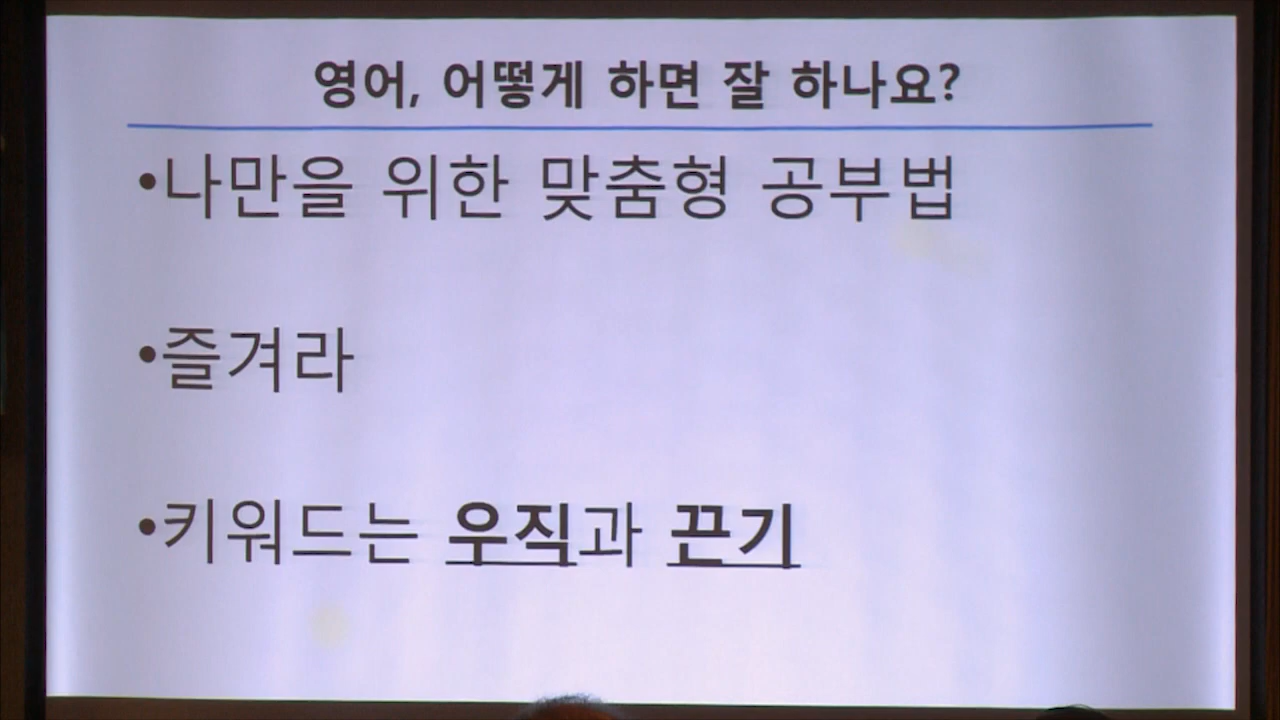 영어, 어떻게 하면 잘 하나요?
•나만을 위한 맞춤형 공부법
•즐겨라
•키워드는 우직과 끈기